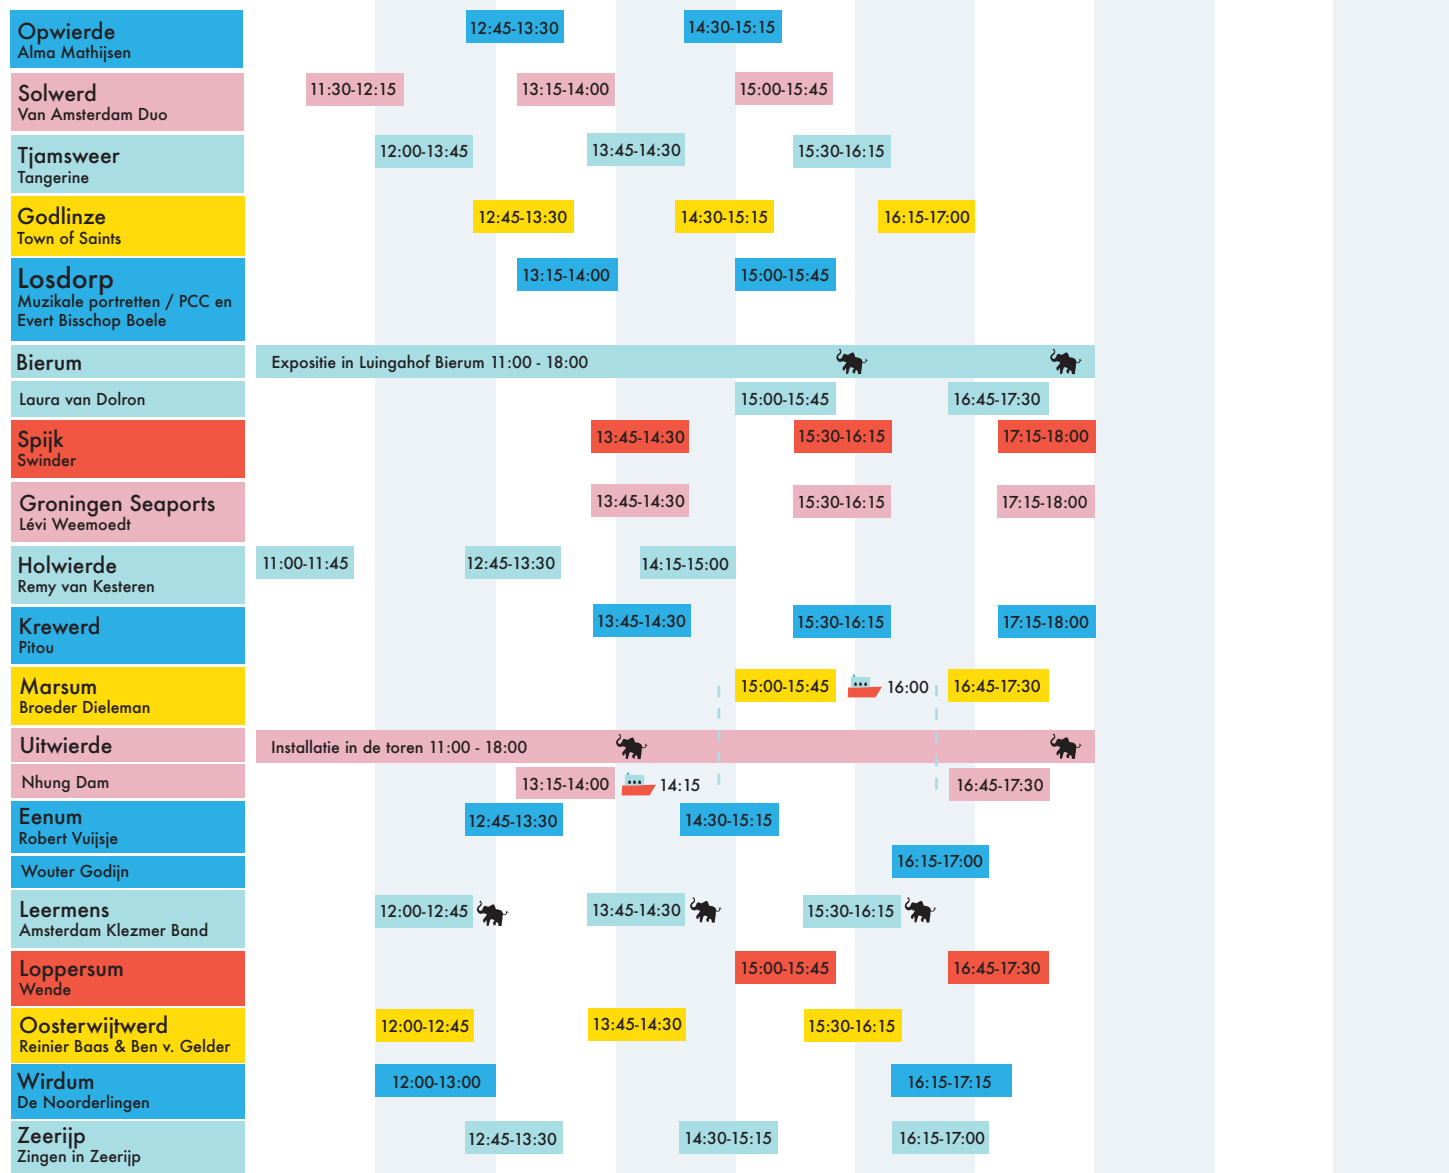 Opwierde
Alma Mathijsen
12:45-13:30
14:30-15:15
Solwerd
Van Amsterdam Duo
11:30-12:15
13:15-14:00
15:00-15:45
Tjamsweer
Tangerine
12:00-13:45
13:45-14:30
15:30-16:15
Godlinze
Town of Saints
12:45-13:30
14:30-15:15
16:15-17:00
Losdorp
Muzikale portretten / PCC en
Evert Bisschop Boele
13:15-14:00
15:00-15:45
Bierum
Expositie in Luingahof Bierum 11:00 - 18:00
Laura van Dolron
15:00-15:45
16:45-17:30
Spijk
Swinder
13:45-14:30
15:30-16:15
17:15-18:00
Groningen Seaports
Lévi Weemoedt
13:45-14:30
15:30-16:15
17:15-18:00
Holwierde
Remy van Kesteren
11:00-11:45
12:45-13:30
14:15-15:00
Krewerd
Pitou
13:45-14:30
15:30-16:15
17:15-18:00
Marsum
Broeder Dieleman
15:00-15:45
16:00
16:45-17:30
Uitwierde
Installatie in de toren 11:00 - 18:00
Nhung Dam
13:15-14:00
14:15
16:45-17:30
Eenum
Robert Vuijsje
12:45-13:30
14:30-15:15
Wouter Godijn
16:15-17:00
Leermens
Amsterdam Klezmer Band
12:00-12:45
13:45-14:30
15:30-16:15
Loppersum
Wende
15:00-15:45
16:45-17:30
Oosterwijtwerd
Reinier Baas & Ben v. Gelder
12:00-12:45
13:45-14:30
15:30-16:15
Wirdum
De Noorderlingen
12:00-13:00
16:15-17:15
Zeerijp
Zingen in Zeerijp
12:45-13:30
14:30-15:15
16:15-17:00